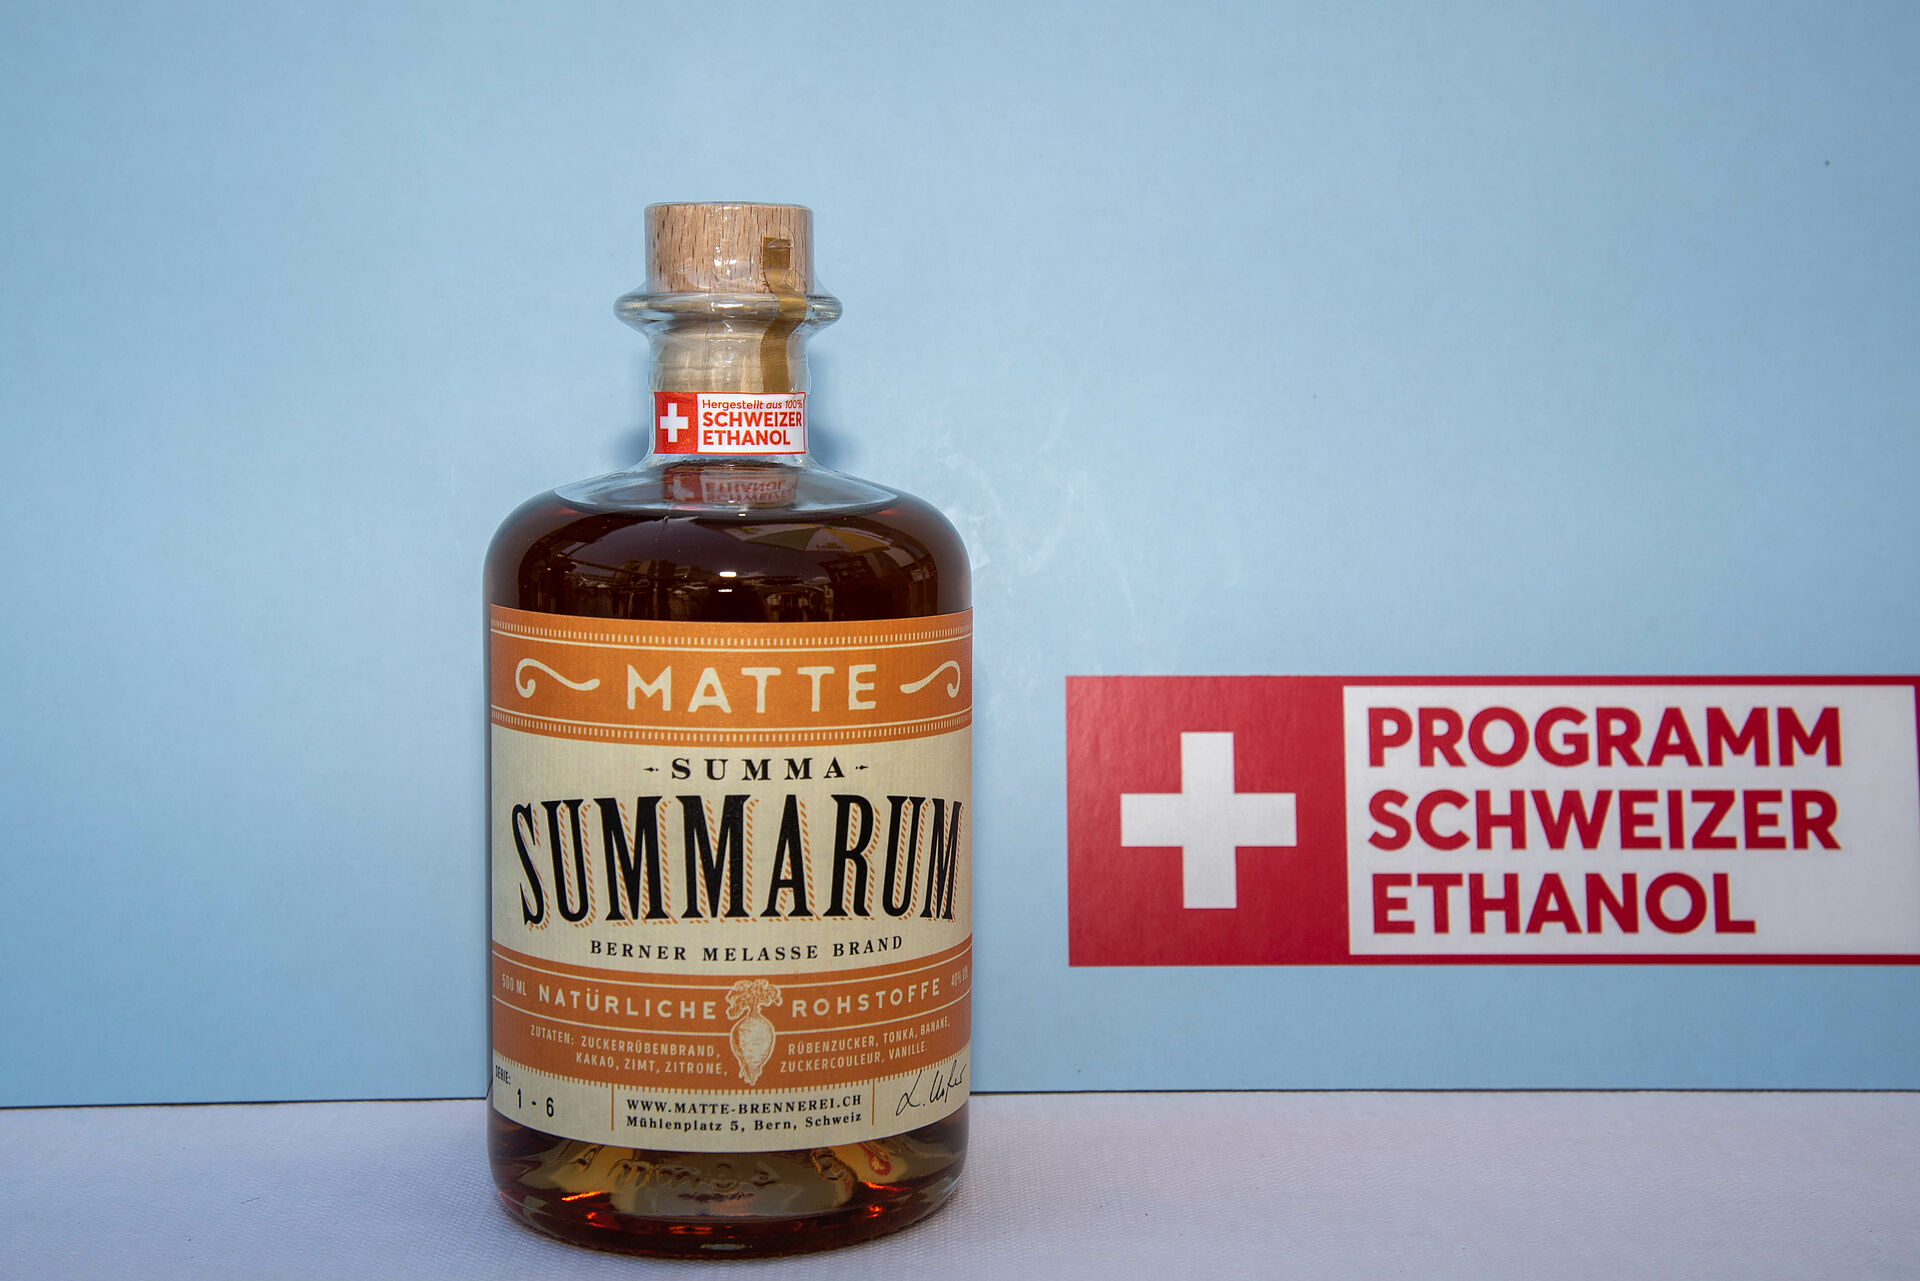 Hergestellt aus 100%
SCHWEIZER
ETHANOL
MATTE
SUMMA
SUMMARUM
BERNER MELASSE BRAND
500 ML NATÜRLICHE ROHSTOFFE 40% VOL
ZUTATEN: ZUCKERRÜBENBRAND, RÜBENZUCKER, TONKA, BANANE,
KAKAO, ZIMT, ZITRONE, ZUCKERCOULEUR, VANILLE.
SERIE:
1 - 6
WWW.MATTE-BRENNEREI.CH
Mühlenplatz 5, Bern, Schweiz
PROGRAMM
SCHWEIZER
ETHANOL